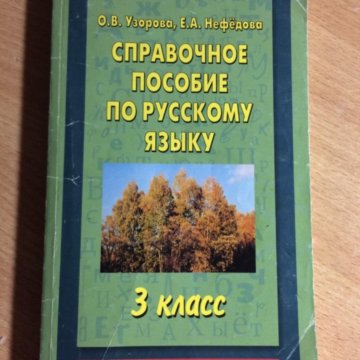 О.В. Узорова, Е.А. Нефёдова
СПРАВОЧНОЕ
ПОСОБИЕ
ПО РУССКОМУ
ЯЗЫКУ
3 класс